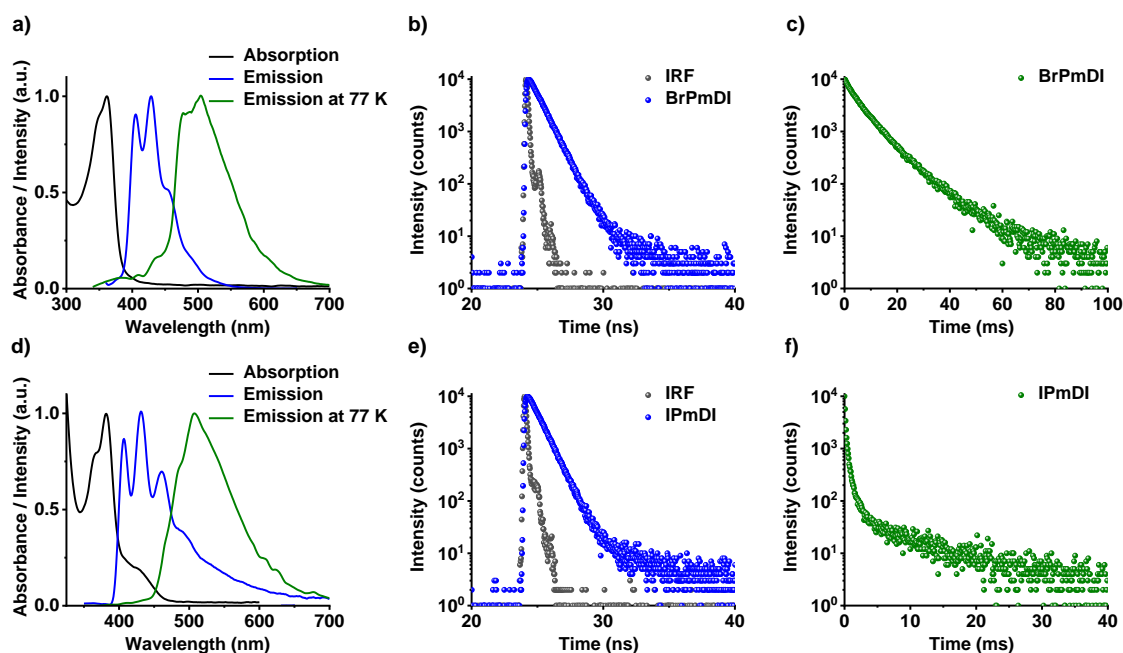 a)
Absorption
Emission
Emission at 77 K
Absorbance / Intensity (a.u.)
1.0
0.5
0.0
300 400 500 600 700
Wavelength (nm)
b)
IRF
BrPmDI
Intensity (counts)
10⁴
10³
10²
10¹
10⁰
20 30 40
Time (ns)
c)
BrPmDI
Intensity (counts)
10⁴
10³
10²
10¹
10⁰
0 20 40 60 80 100
Time (ms)
d)
Absorption
Emission
Emission at 77 K
Absorbance / Intensity (a.u.)
1.0
0.5
0.0
400 500 600 700
Wavelength (nm)
e)
IRF
IPmDI
Intensity (counts)
10⁴
10³
10²
10¹
10⁰
20 30 40
Time (ns)
f)
IPmDI
Intensity (counts)
10⁴
10³
10²
10¹
10⁰
0 10 20 30 40
Time (ms)